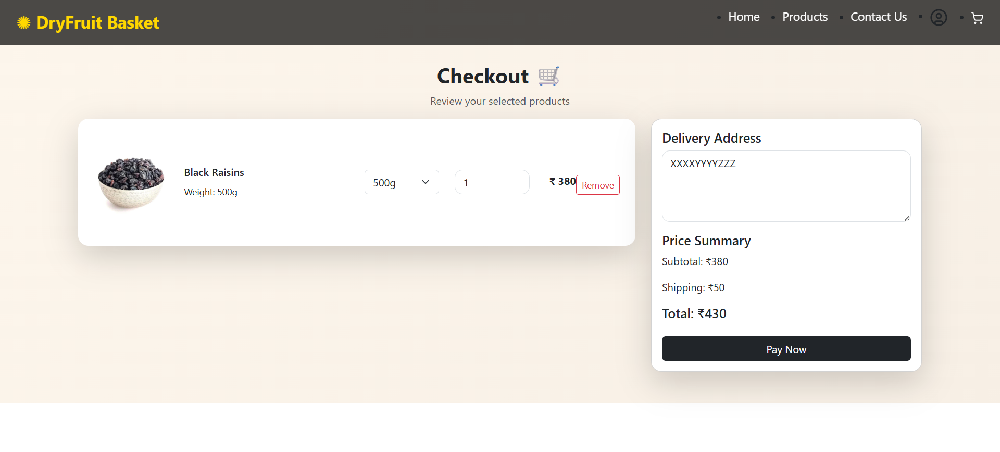 DryFruit Basket
Home
Products
Contact Us
Checkout
Review your selected products
Black Raisins
Weight: 500g
500g
1
₹ 380
Remove
Delivery Address
XXXXYYYYZZZ
Price Summary
Subtotal: ₹380
Shipping: ₹50
Total: ₹430
Pay Now